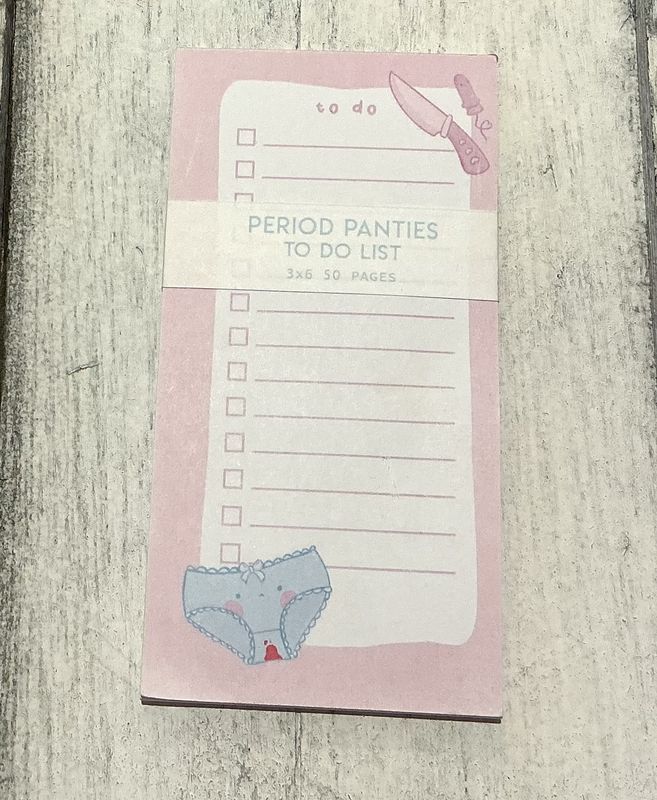 to do
PERIOD PANTIES
TO DO LIST
3x6 50 PAGES